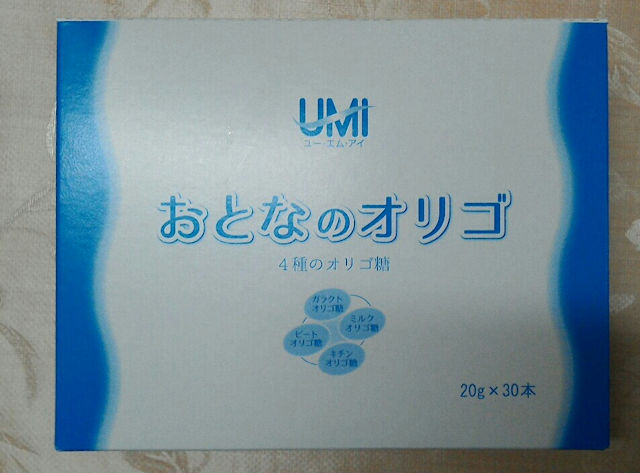 UMI
ユー・エム・アイ
おとなのオリゴ
4種のオリゴ糖
ガラクト
オリゴ糖
ミルク
オリゴ糖
ビート
オリゴ糖
キチン
オリゴ糖
20g×30本